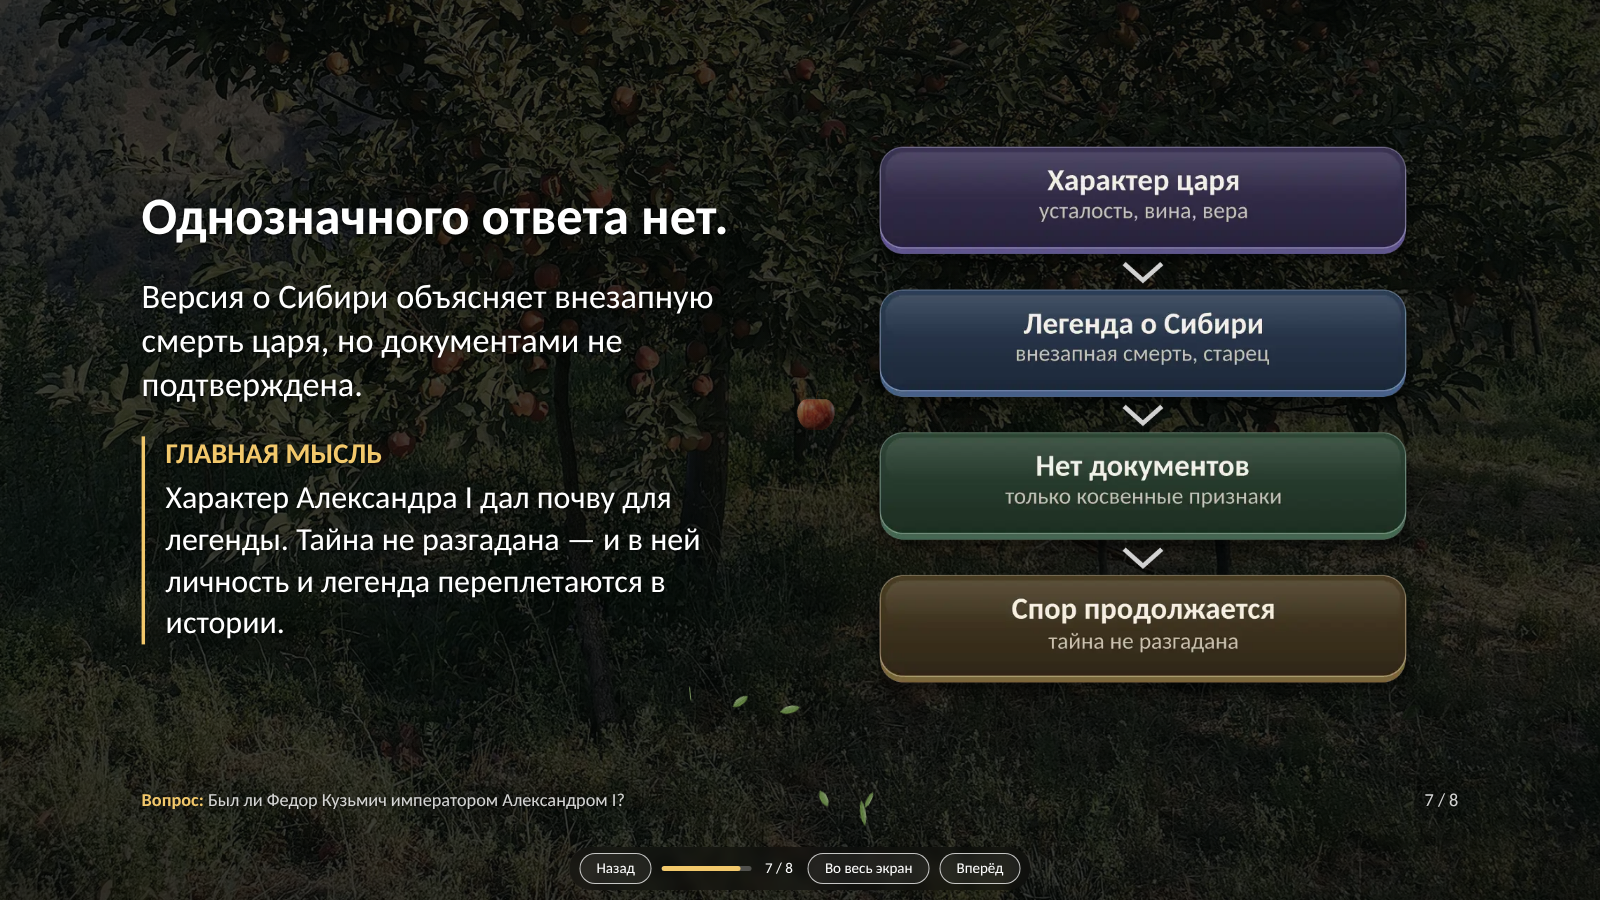 Однозначного ответа нет.
Версия о Сибири объясняет внезапную
смерть царя, но документами не
подтверждена.
ГЛАВНАЯ МЫСЛЬ
Характер Александра I дал почву для
легенды. Тайна не разгадана — и в ней
личность и легенда переплетаются в
истории.
Характер царя
усталость, вина, вера
Легенда о Сибири
внезапная смерть, старец
Нет документов
только косвенные признаки
Спор продолжается
тайна не разгадана
Вопрос: Был ли Федор Кузьмич императором Александром I?
7 / 8
Назад
7 / 8
Во весь экран
Вперёд